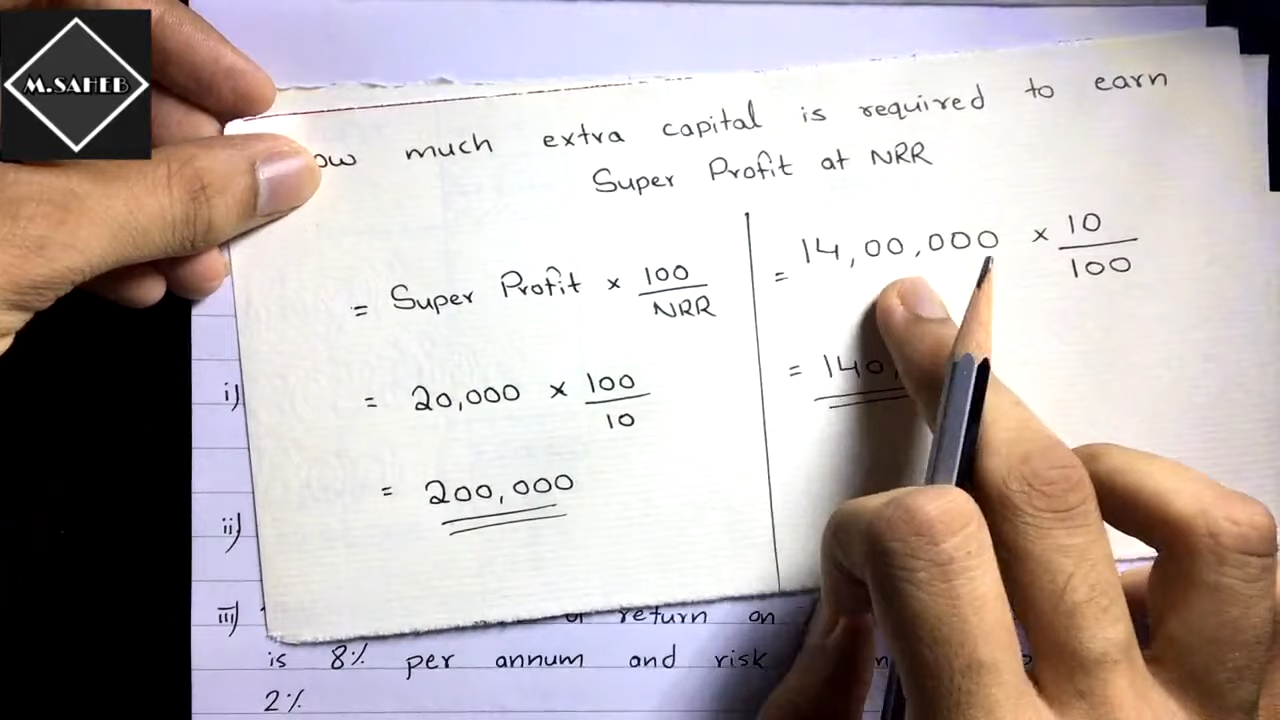 M.SAHEB
much extra capital is required to earn
Super Profit at NRR
= Super Profit × 100/NRR
= 20,000 × 100/10
= 200,000
= 14,00,000 × 10/100
= 140,
i)
ii)
iii) return on
is 8% per annum and risk
2%